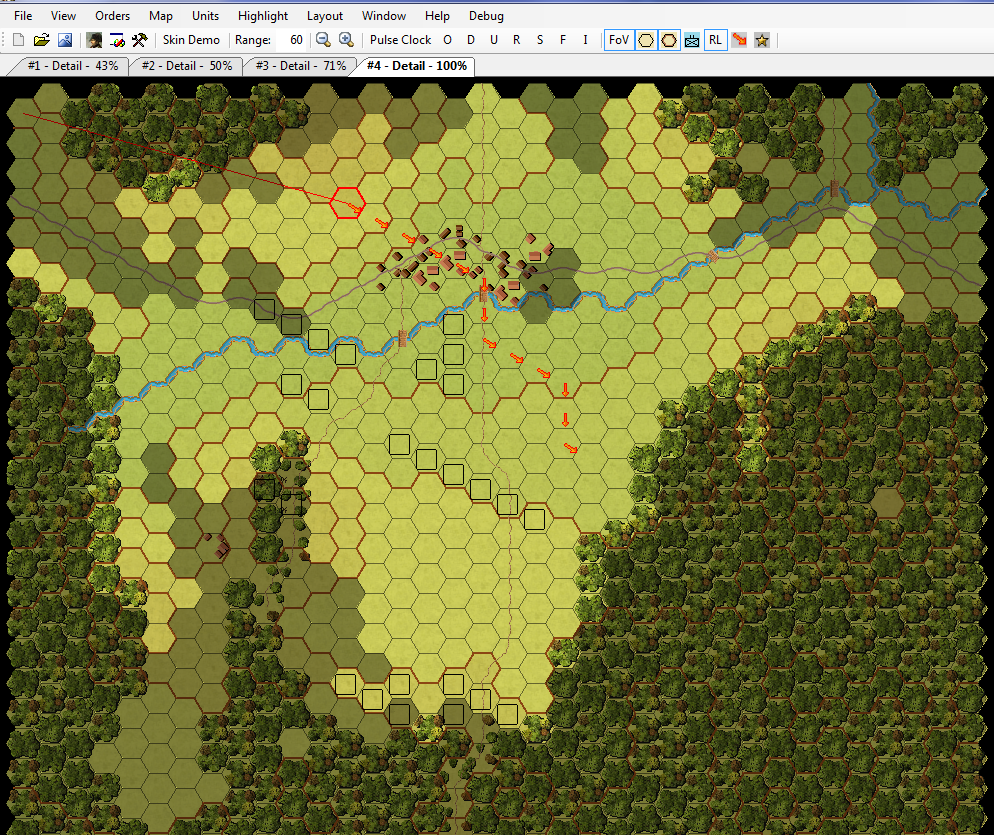 File View Orders Map Units Highlight Layout Window Help Debug
Skin Demo Range: 60 Pulse Clock O D U R S F I FoV RL
#1 - Detail - 43% #2 - Detail - 50% #3 - Detail - 71% #4 - Detail - 100%